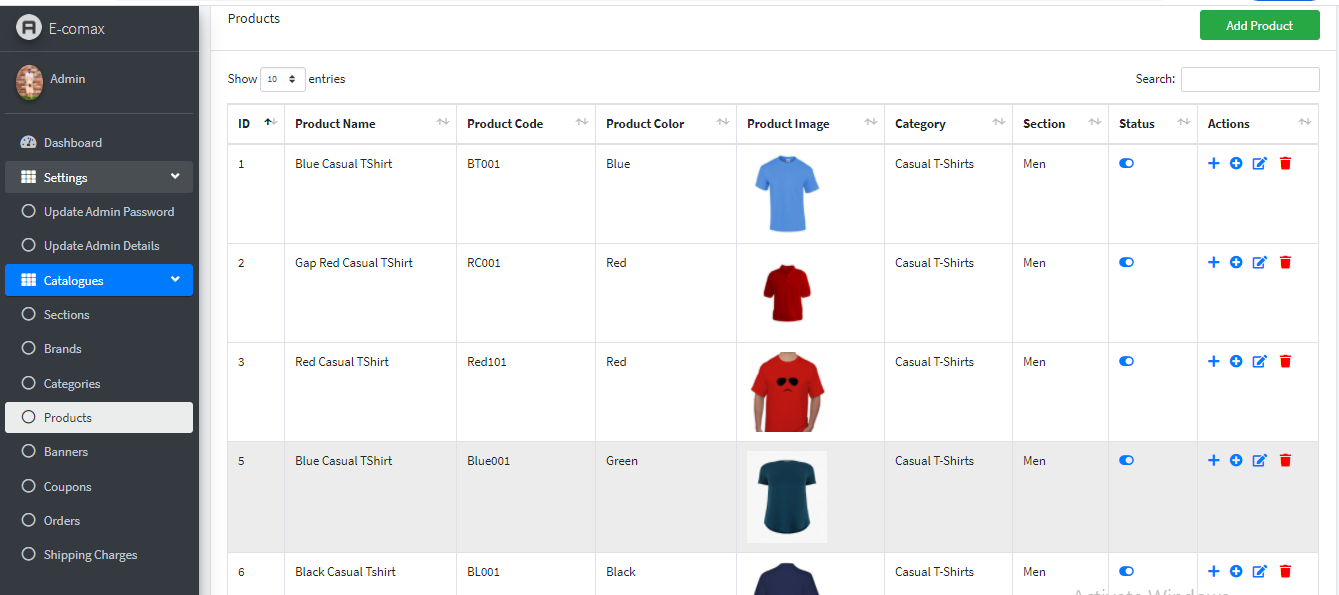 E-comax
Admin
Dashboard
Settings
Update Admin Password
Update Admin Details
Catalogues
Sections
Brands
Categories
Products
Banners
Coupons
Orders
Shipping Charges
Products
Add Product
Show 10 entries
Search:
ID Product Name Product Code Product Color Product Image Category Section Status Actions
1 Blue Casual TShirt BT001 Blue Casual T-Shirts Men
2 Gap Red Casual TShirt RC001 Red Casual T-Shirts Men
3 Red Casual TShirt Red101 Red Casual T-Shirts Men
5 Blue Casual TShirt Blue001 Green Casual T-Shirts Men
6 Black Casual Tshirt BL001 Black Casual T-Shirts Men
Activate Windows